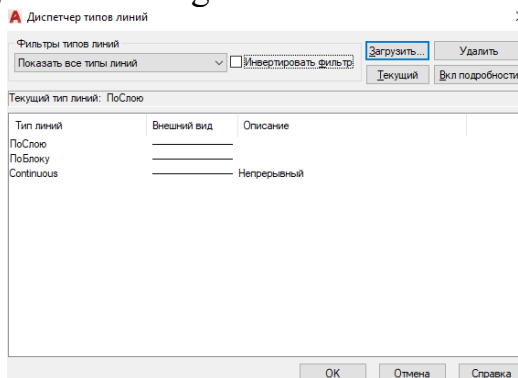 Диспетчер типов линий
Фильтры типов линий
Показать все типы линий
Инвертировать фильтр
Загрузить...
Удалить
Текущий
Вкл подробности
Текущий тип линий: ПоСлою
Тип линий Внешний вид Описание
ПоСлою
ПоБлоку
Continuous Непрерывный
OK Отмена Справка